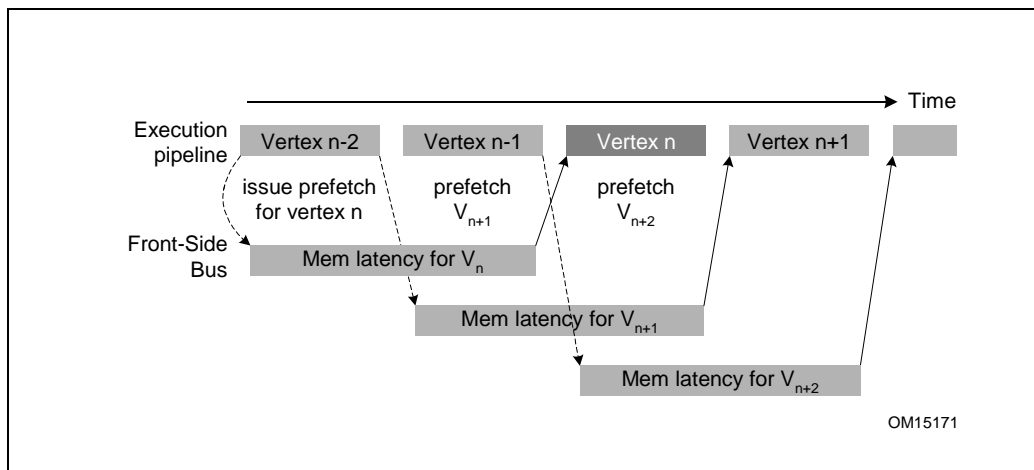 Time
Execution
pipeline
Vertex n-2
Vertex n-1
Vertex n
Vertex n+1
issue prefetch
for vertex n
prefetch
Vn+1
prefetch
Vn+2
Front-Side
Bus
Mem latency for Vn
Mem latency for Vn+1
Mem latency for Vn+2
OM15171